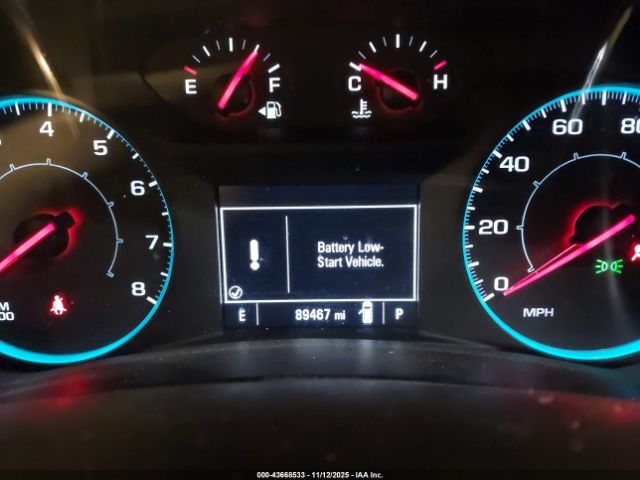 E F
C H
4
5
6
7
8
20
40
60
80
0
MPH
Battery Low-
Start Vehicle.
E 89467 mi P
000-43668533 - 11/12/2025 - IAA Inc.